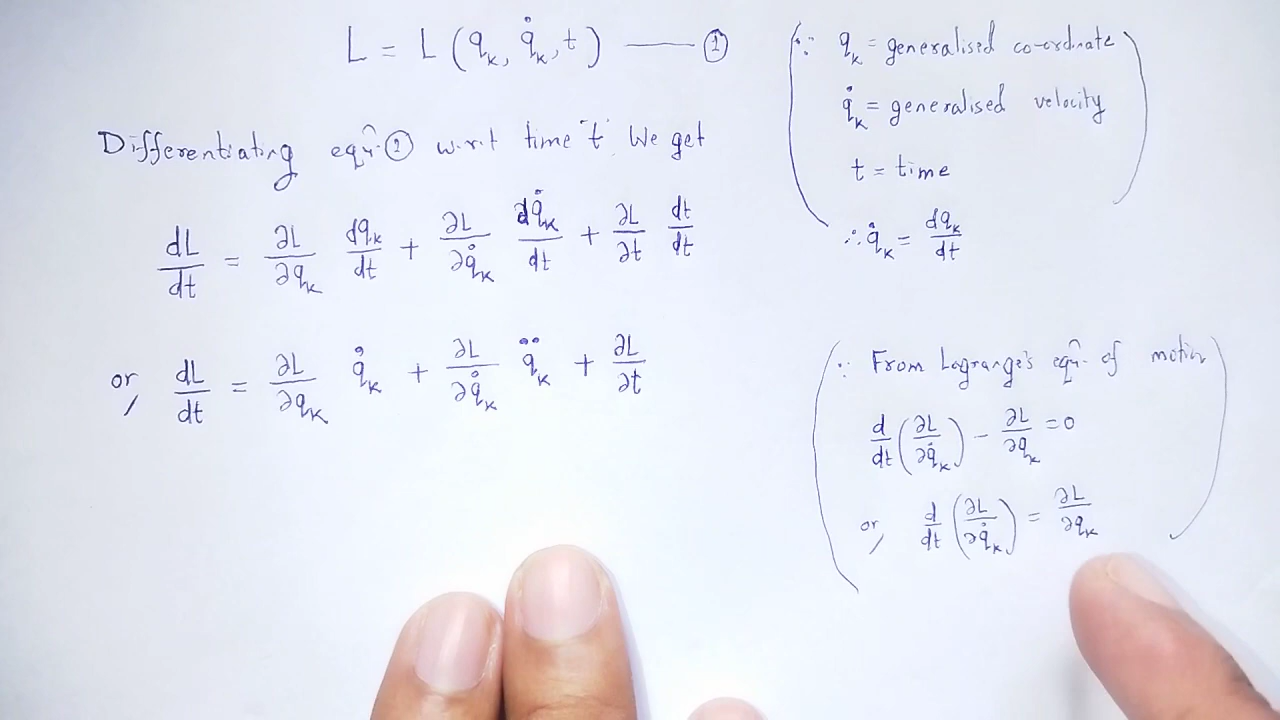 L = L (qₖ, q̇ₖ, t) —— ①
Differentiating eqⁿ. ① w.r.t time "t" We get
dL/dt = ∂L/∂qₖ dqₖ/dt + ∂L/∂q̇ₖ dq̇ₖ/dt + ∂L/∂t dt/dt
or, dL/dt = ∂L/∂qₖ q̇ₖ + ∂L/∂q̇ₖ q̈ₖ + ∂L/∂t
(∵ qₖ = generalised co-ordinate
q̇ₖ = generalised velocity
t = time)
∴ q̇ₖ = dqₖ/dt
(∵ From Lagrange's eqⁿ. of motion
d/dt (∂L/∂q̇ₖ) − ∂L/∂qₖ = 0
or, d/dt (∂L/∂q̇ₖ) = ∂L/∂qₖ)